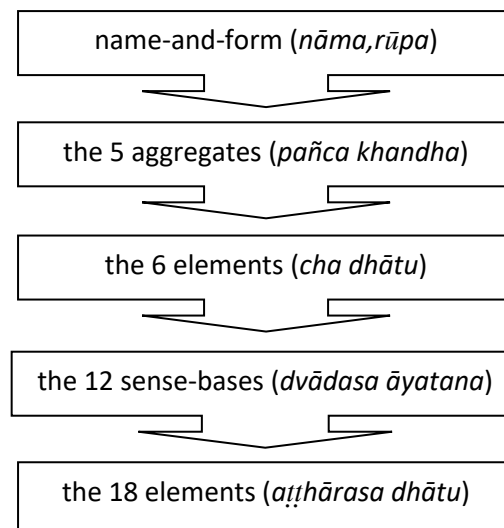 name-and-form (nāma,rūpa)
the 5 aggregates (pañca khandha)
the 6 elements (cha dhātu)
the 12 sense-bases (dvādasa āyatana)
the 18 elements (aṭṭhārasa dhātu)